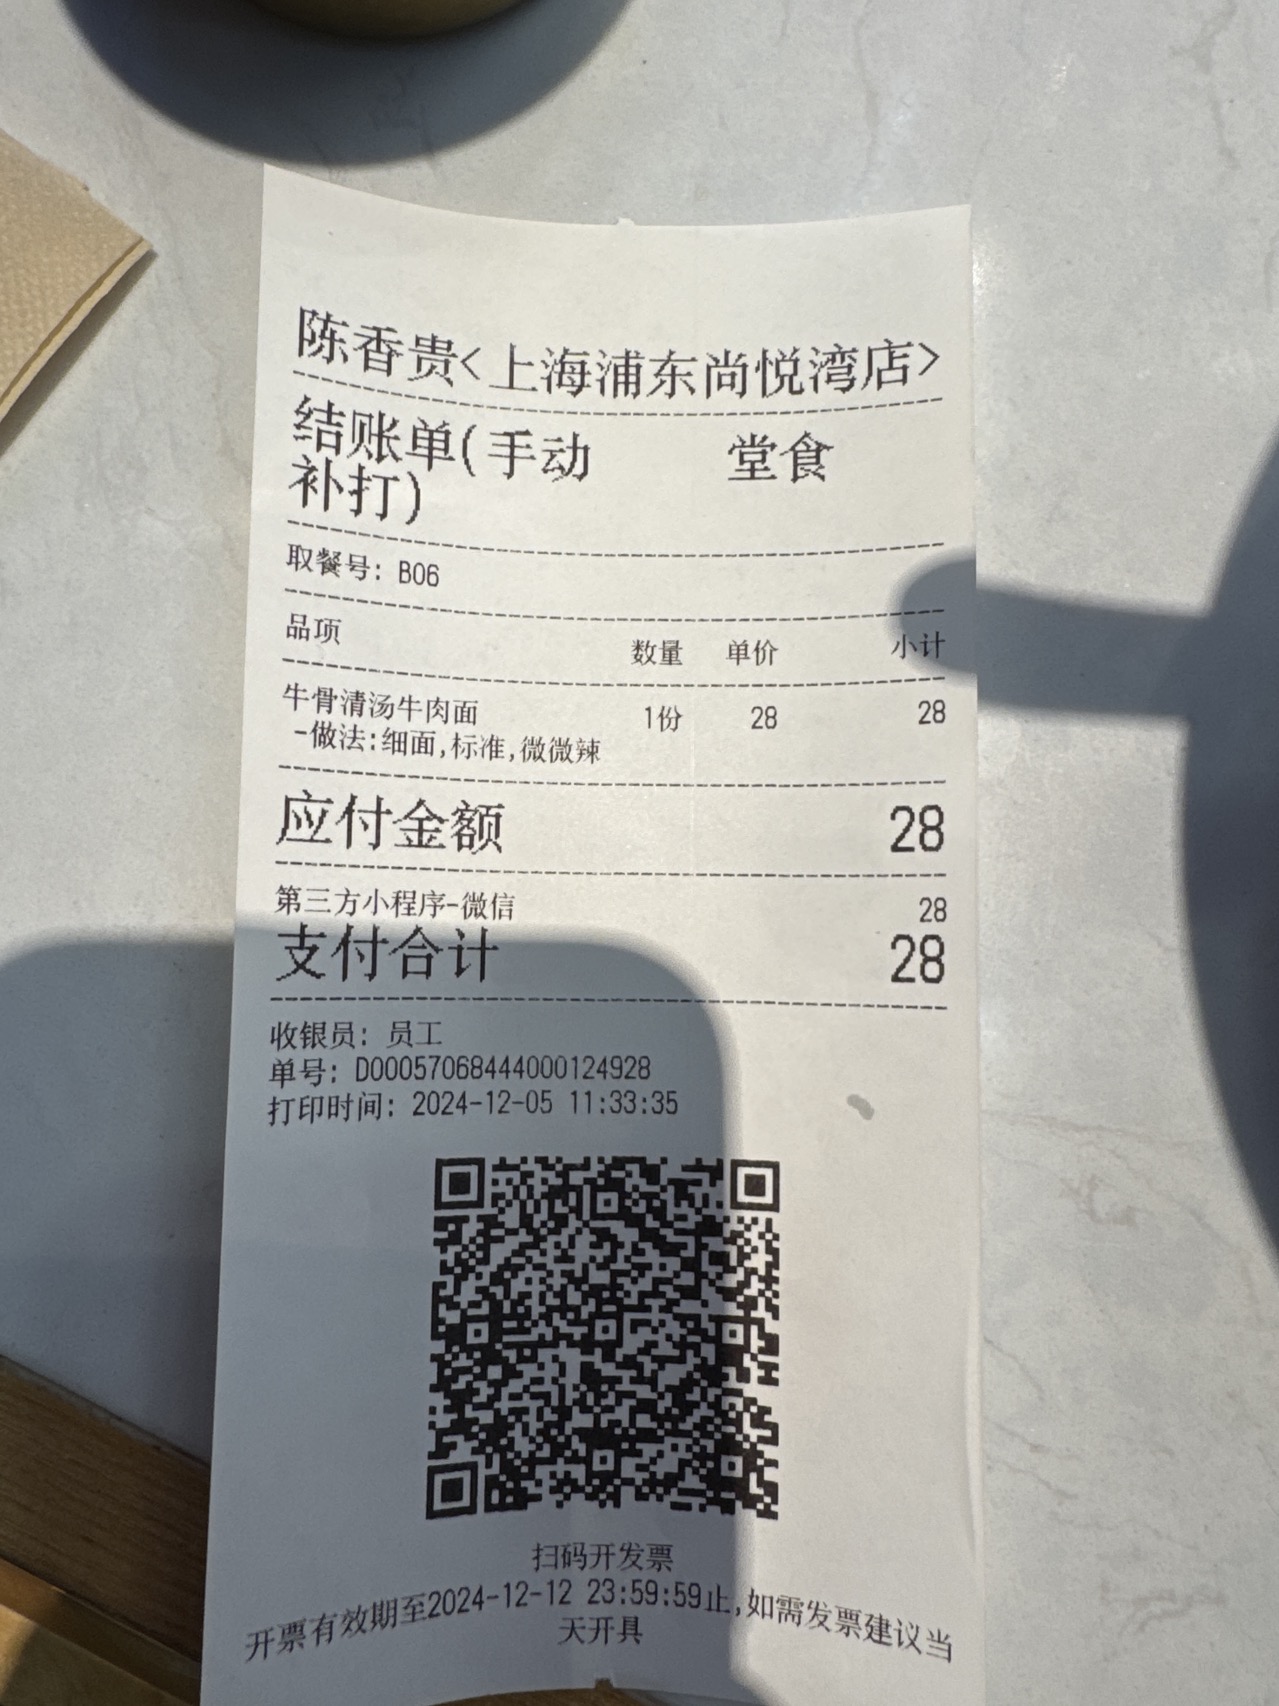 陈香贵<上海浦东尚悦湾店>
结账单(手动 堂食
补打)
取餐号: B06
品项 数量 单价 小计
牛骨清汤牛肉面 1份 28 28
-做法:细面,标准,微微辣
应付金额 28
第三方小程序-微信 28
支付合计 28
收银员: 员工
单号: D000570684444000124928
打印时间: 2024-12-05 11:33:35
扫码开发票
开票有效期至2024-12-12 23:59:59止,如需发票建议当
天开具